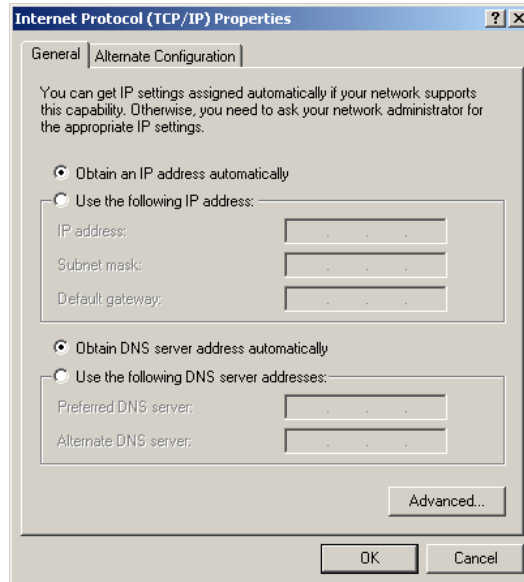 Internet Protocol (TCP/IP) Properties
General
Alternate Configuration
You can get IP settings assigned automatically if your network supports
this capability. Otherwise, you need to ask your network administrator for
the appropriate IP settings.
Obtain an IP address automatically
Use the following IP address:
IP address:
Subnet mask:
Default gateway:
Obtain DNS server address automatically
Use the following DNS server addresses:
Preferred DNS server:
Alternate DNS server:
Advanced...
OK
Cancel